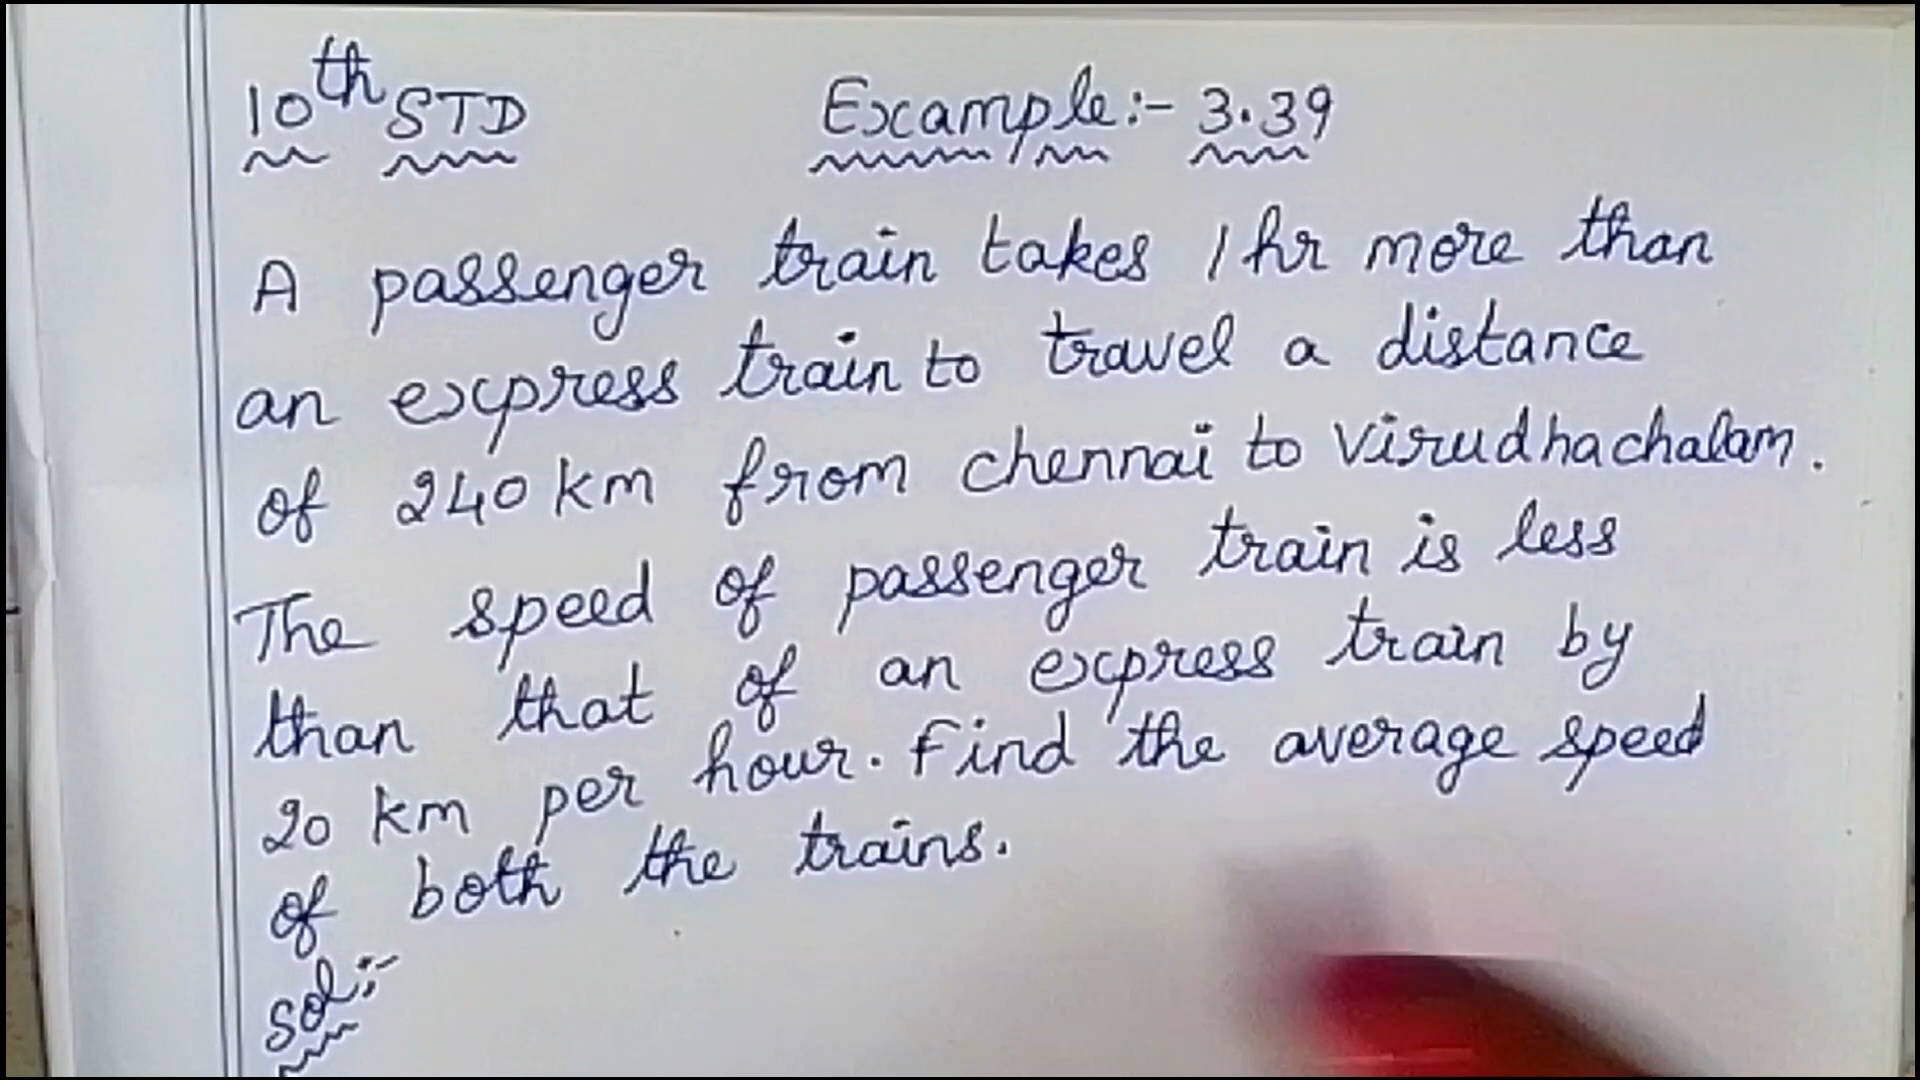 10th STD Example:- 3.39
A passenger train takes 1 hr more than
an express train to travel a distance
of 240 km from chennai to Virudhachalam.
The speed of passenger train is less
than that of an express train by
20 km per hour. Find the average speed
of both the trains.
Sol:-